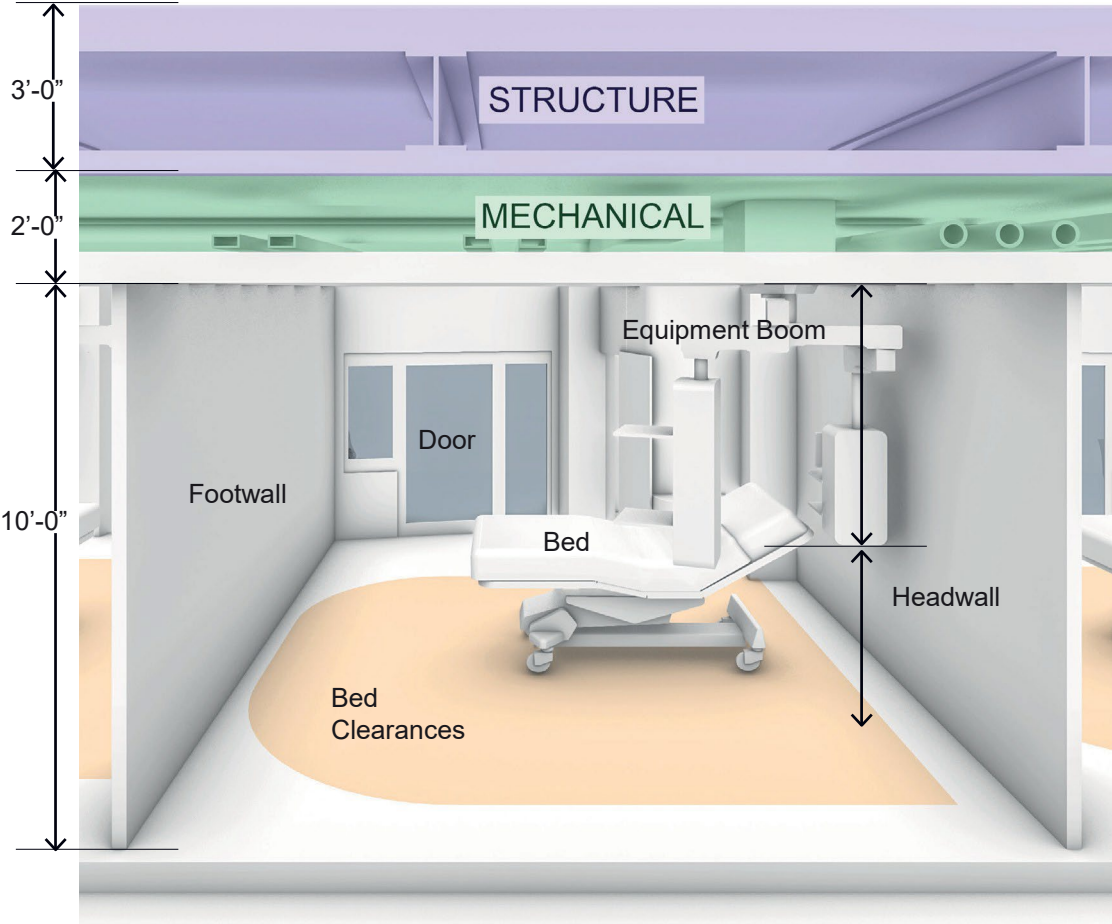 3’-0”
STRUCTURE
2’-0”
MECHANICAL
Equipment Boom
Door
Footwall
10’-0”
Bed
Headwall
Bed
Clearances